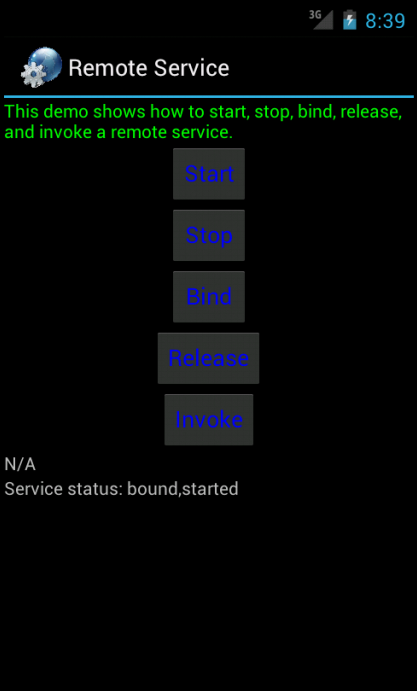 3G 8:39
Remote Service
This demo shows how to start, stop, bind, release,
and invoke a remote service.
Start
Stop
Bind
Release
Invoke
N/A
Service status: bound,started